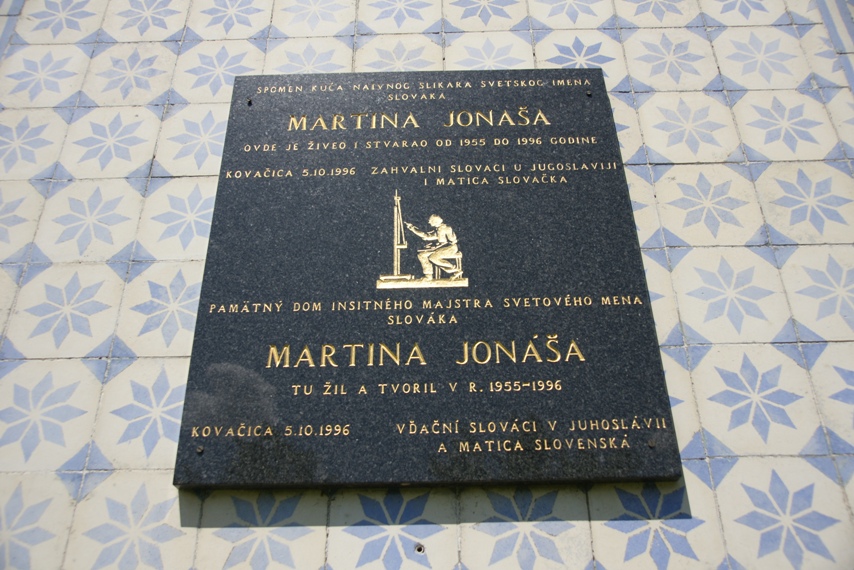 SPOMEN KUĆA NAIVNOG SLIKARA SVETSKOG IMENA
SLOVAKA
MARTINA JONAŠA
OVDE JE ŽIVEO I STVARAO OD 1955 DO 1996 GODINE
KOVAČICA 5.10.1996 ZAHVALNI SLOVACI U JUGOSLAVIJI
I MATICA SLOVAČKA
PAMÄTNÝ DOM INSITNÉHO MAJSTRA SVETOVÉHO MENA
SLOVÁKA
MARTINA JONÁŠA
TU ŽIL A TVORIL V R. 1955-1996
KOVAČICA 5.10.1996 VĎAČNÍ SLOVÁCI V JUHOSLÁVII
A MATICA SLOVENSKÁ